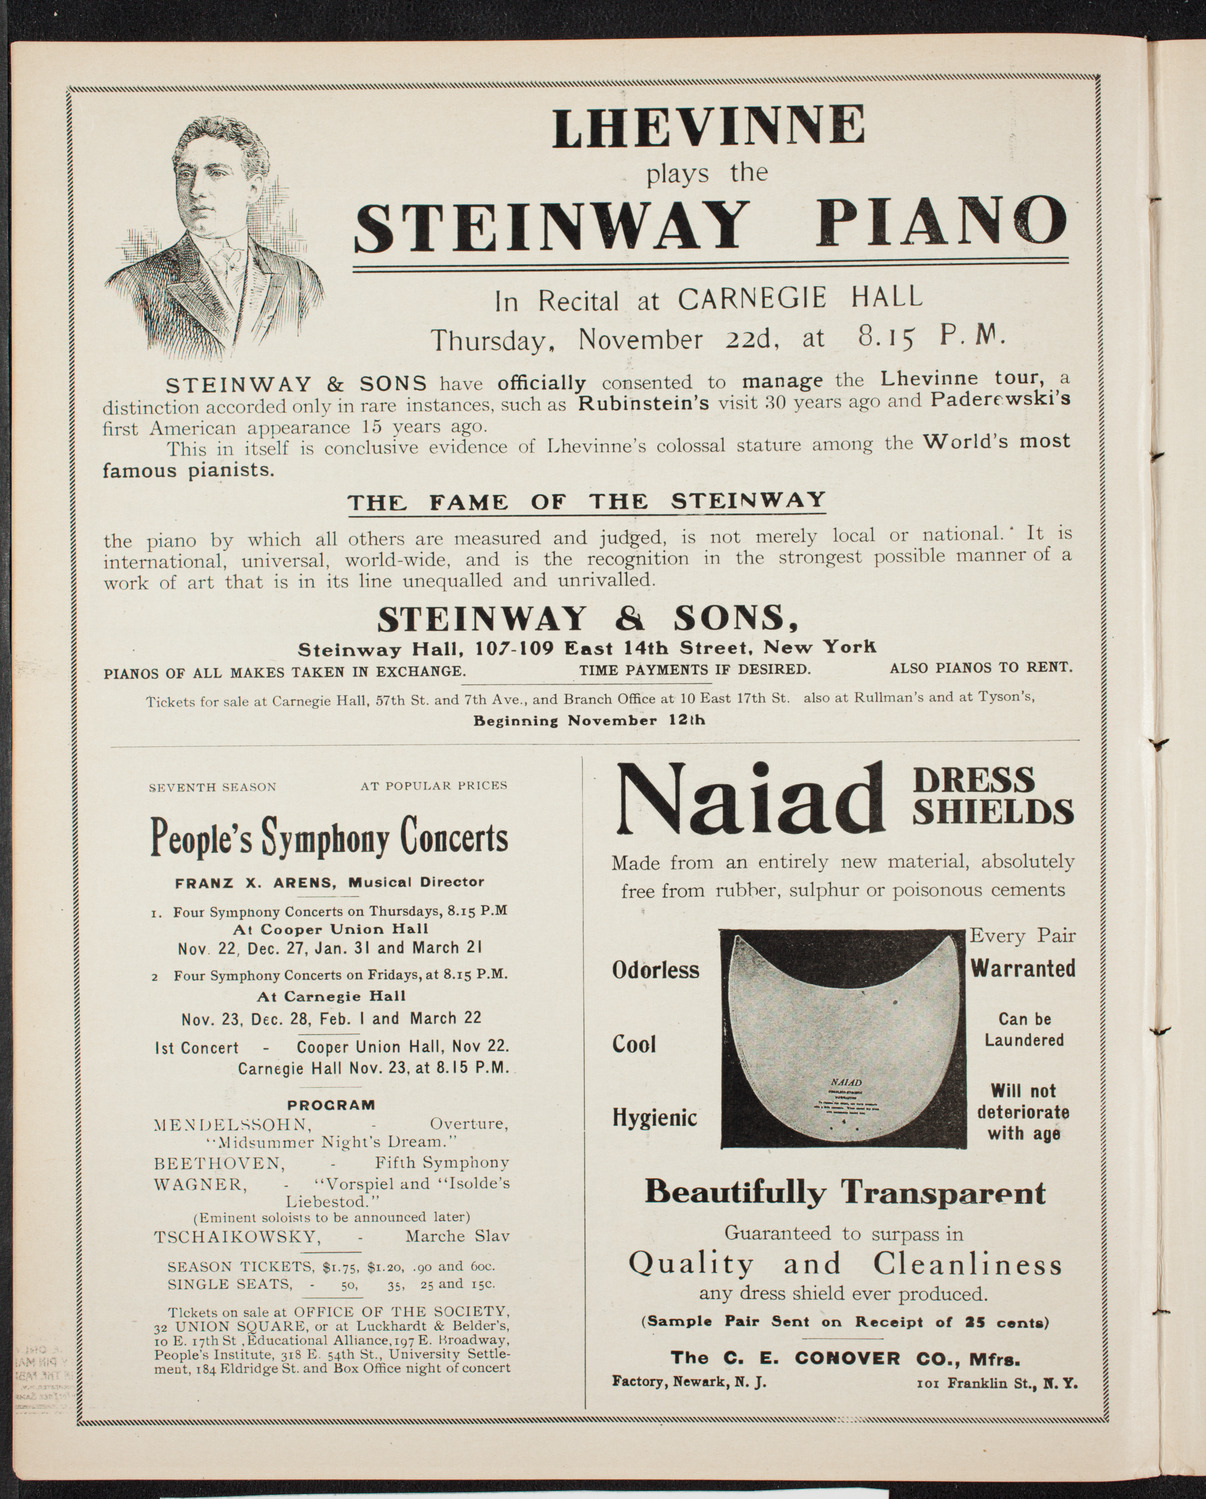 LHEVINNE
plays the
STEINWAY PIANO
In Recital at CARNEGIE HALL
Thursday, November 22d, at 8.15 P. M.
STEINWAY & SONS have officially consented to manage the Lhevinne tour, a
distinction accorded only in rare instances, such as Rubinstein's visit 30 years ago and Paderewski's
first American appearance 15 years ago.
This in itself is conclusive evidence of Lhevinne's colossal stature among the World's most
famous pianists.
THE FAME OF THE STEINWAY
the piano by which all others are measured and judged, is not merely local or national. It is
international, universal, world-wide, and is the recognition in the strongest possible manner of a
work of art that is in its line unequalled and unrivalled.
STEINWAY & SONS,
Steinway Hall, 107-109 East 14th Street, New York
PIANOS OF ALL MAKES TAKEN IN EXCHANGE. TIME PAYMENTS IF DESIRED. ALSO PIANOS TO RENT.
Tickets for sale at Carnegie Hall, 57th St. and 7th Ave., and Branch Office at 10 East 17th St. also at Rullman's and at Tyson's,
Beginning November 12th
SEVENTH SEASON AT POPULAR PRICES
People's Symphony Concerts
FRANZ X. ARENS, Musical Director
1. Four Symphony Concerts on Thursdays, 8.15 P.M
At Cooper Union Hall
Nov. 22, Dec. 27, Jan. 31 and March 21
2 Four Symphony Concerts on Fridays, at 8.15 P.M.
At Carnegie Hall
Nov. 23, Dec. 28, Feb. 1 and March 22
1st Concert - Cooper Union Hall, Nov 22.
Carnegie Hall Nov. 23, at 8.15 P.M.
PROGRAM
MENDELSSOHN, - Overture,
"Midsummer Night's Dream."
BEETHOVEN, - Fifth Symphony
WAGNER, - "Vorspiel and "Isolde's
Liebestod."
(Eminent soloists to be announced later)
TSCHAIKOWSKY, - Marche Slav
SEASON TICKETS, $1.75, $1.20, .90 and 60c.
SINGLE SEATS, - 50, 35, 25 and 15c.
Tickets on sale at OFFICE OF THE SOCIETY,
32 UNION SQUARE, or at Luckhardt & Belder's,
10 E. 17th St , Educational Alliance, 197 E. Broadway,
People's Institute, 318 E. 54th St., University Settle-
ment, 184 Eldridge St. and Box Office night of concert
Naiad DRESS
SHIELDS
Made from an entirely new material, absolutely
free from rubber, sulphur or poisonous cements
Odorless
Cool
Hygienic
NAIAD
Every Pair
Warranted
Can be
Laundered
Will not
deteriorate
with age
Beautifully Transparent
Guaranteed to surpass in
Quality and Cleanliness
any dress shield ever produced.
(Sample Pair Sent on Receipt of 25 cents)
The C. E. CONOVER CO., Mfrs.
Factory, Newark, N. J. 101 Franklin St., N. Y.